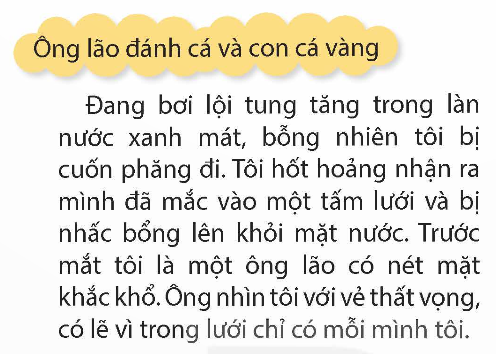 Ông lão đánh cá và con cá vàng
Đang bơi lội tung tăng trong làn
nước xanh mát, bỗng nhiên tôi bị
cuốn phăng đi. Tôi hốt hoảng nhận ra
mình đã mắc vào một tấm lưới và bị
nhấc bổng lên khỏi mặt nước. Trước
mắt tôi là một ông lão có nét mặt
khắc khổ. Ông nhìn tôi với vẻ thất vọng,
có lẽ vì trong lưới chỉ có mỗi mình tôi.